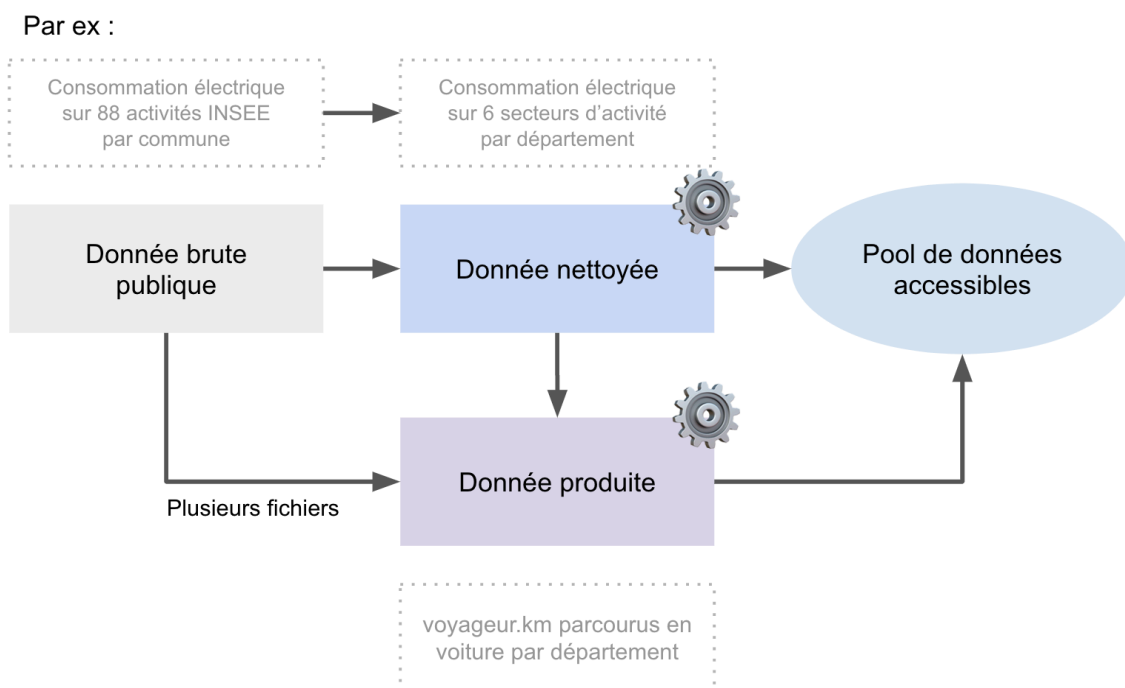 Par ex :
Consommation électrique
sur 88 activités INSEE
par commune
Consommation électrique
sur 6 secteurs d'activité
par département
Donnée brute
publique
Donnée nettoyée
Pool de données
accessibles
Donnée produite
Plusieurs fichiers
voyageur.km parcourus en
voiture par département